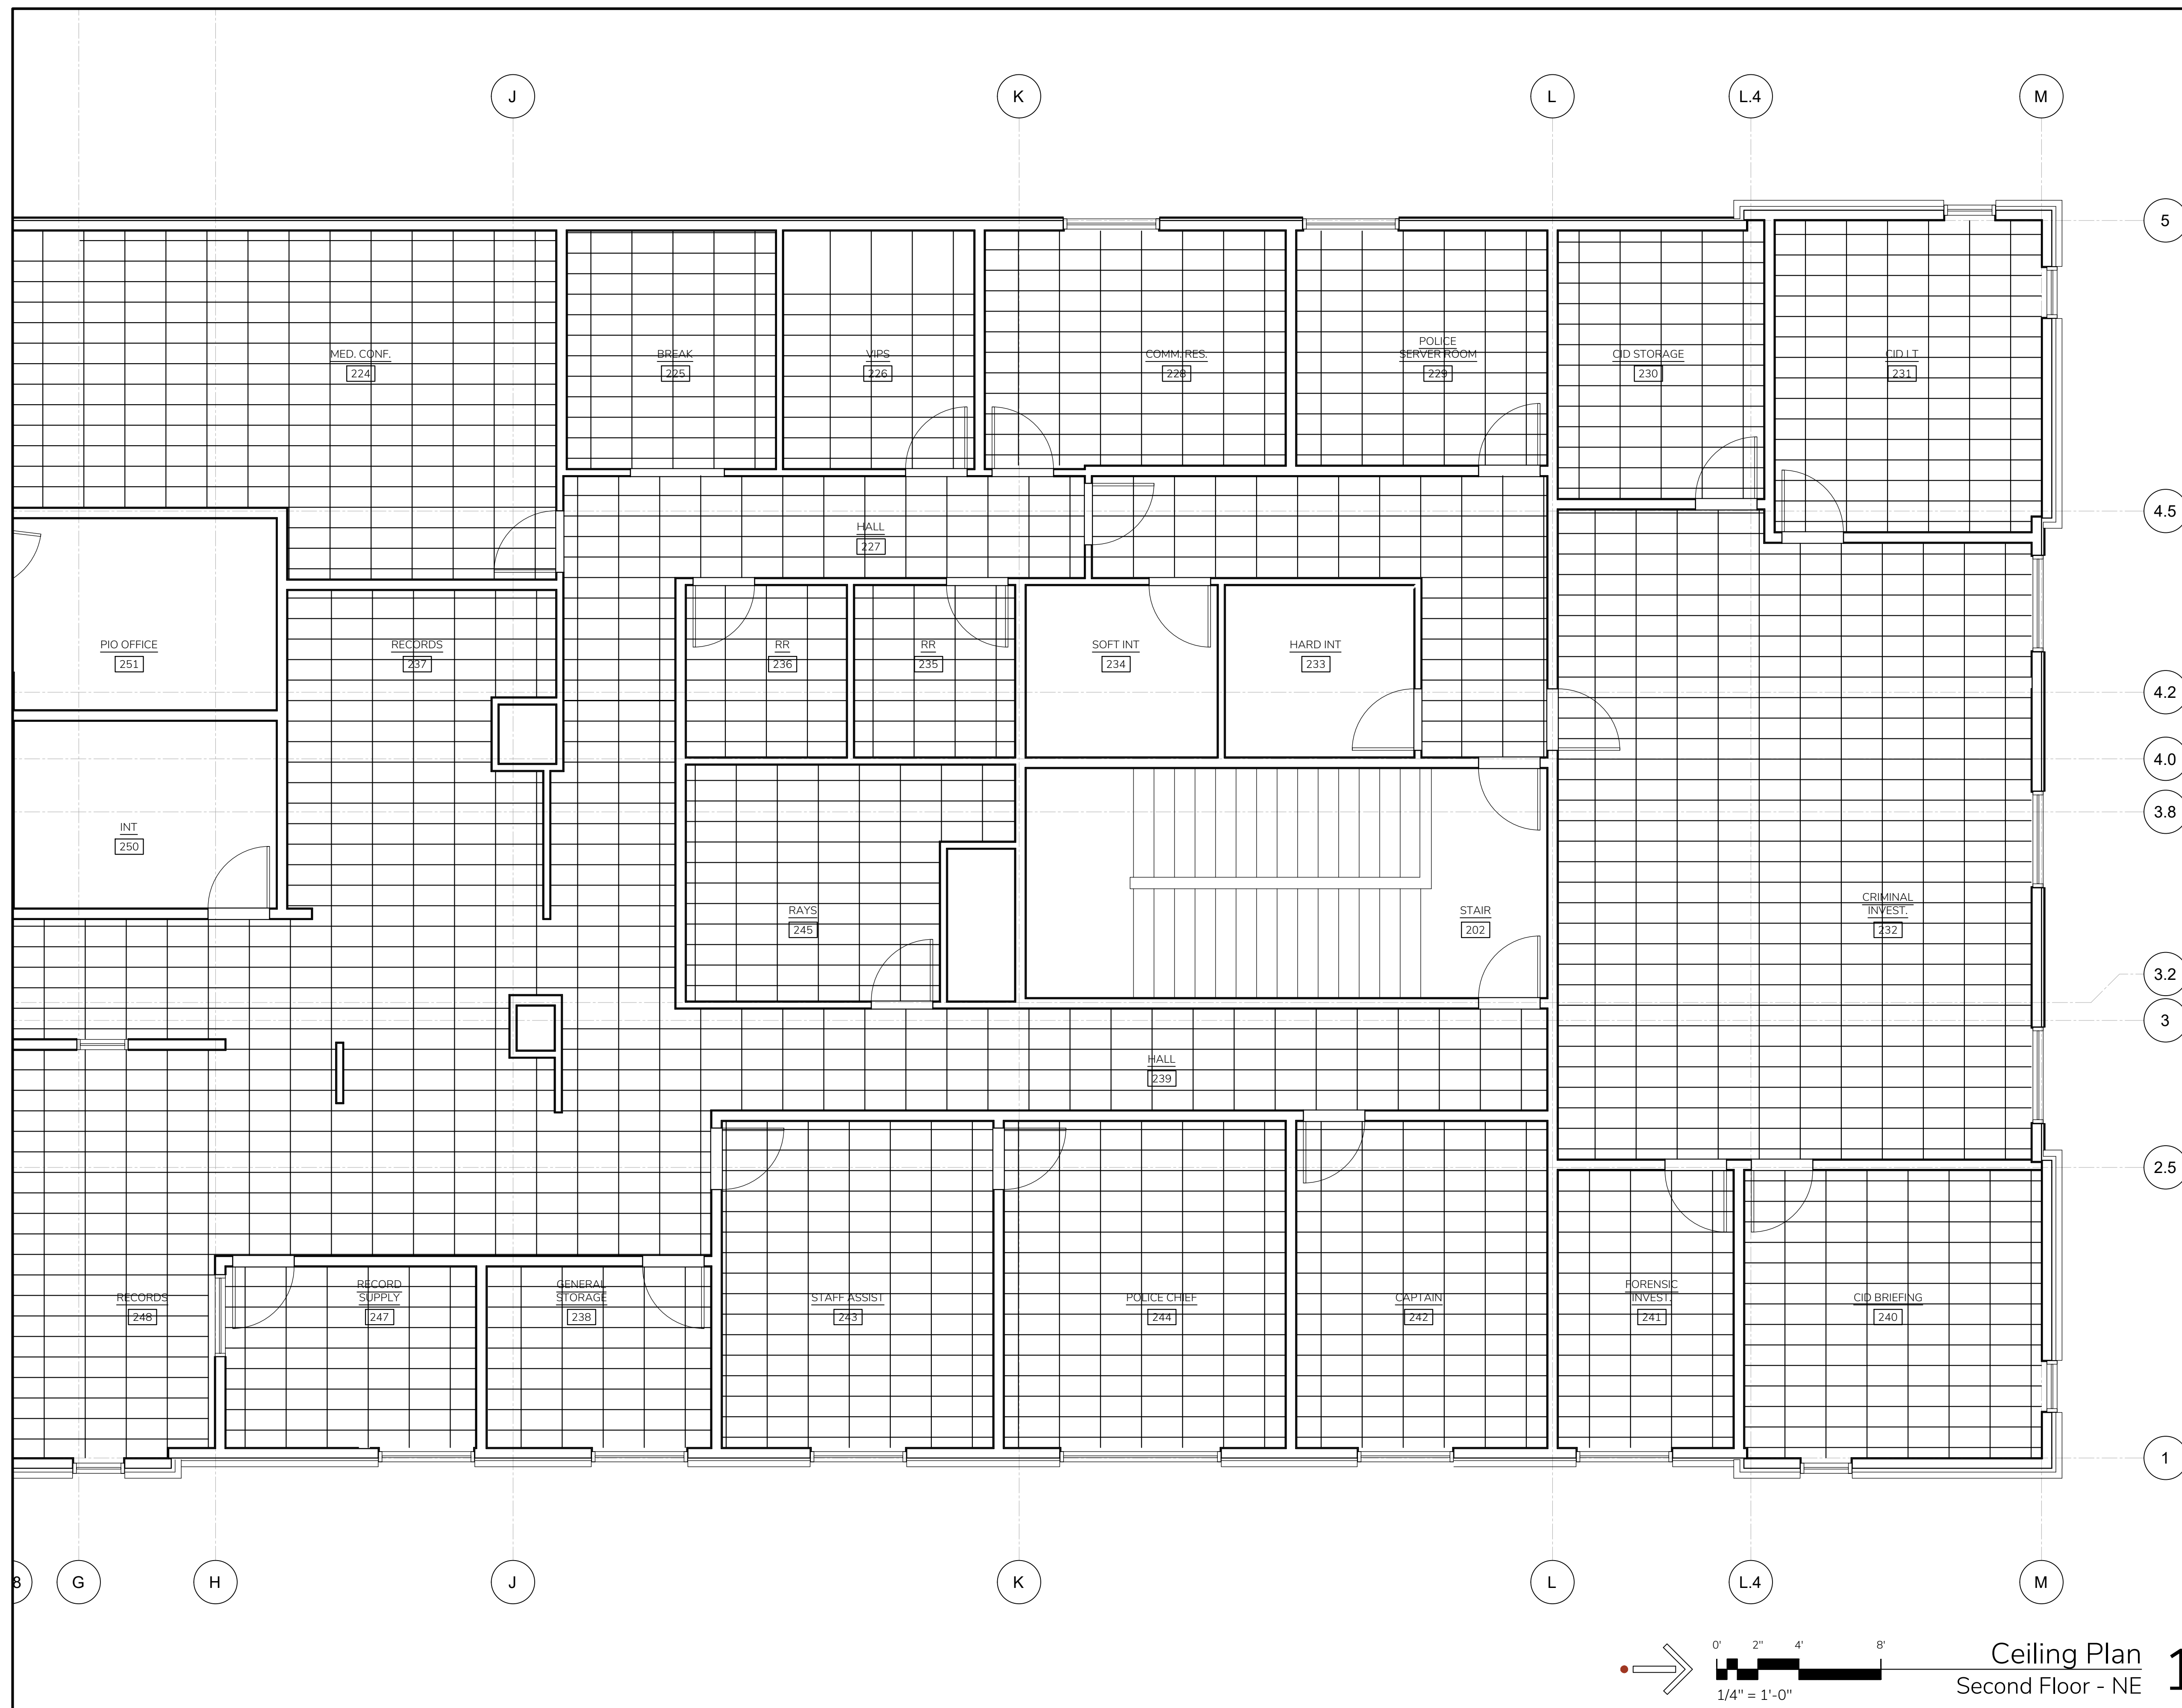 J
K
L
L.4
M
5
MED. CONF.
224
BREAK
225
VIPS
226
COMM. RES.
228
POLICE
SERVER ROOM
229
CID STORAGE
230
CID LT
231
4.5
HALL
227
PIO OFFICE
251
RECORDS
237
RR
236
RR
235
SOFT INT
234
HARD INT
233
4.2
4.0
3.8
INT
250
RAYS
245
STAIR
202
CRIMINAL
INVEST.
232
3.2
3
HALL
239
2.5
RECORDS
248
RECORD
SUPPLY
247
GENERAL
STORAGE
238
STAFF ASSIST
243
POLICE CHIEF
244
CAPTAIN
242
FORENSIC
INVEST.
241
CID BRIEFING
240
1
8
G
H
J
K
L
L.4
M
0'
2"
4'
8'
1/4" = 1'-0"
Ceiling Plan
Second Floor - NE
1